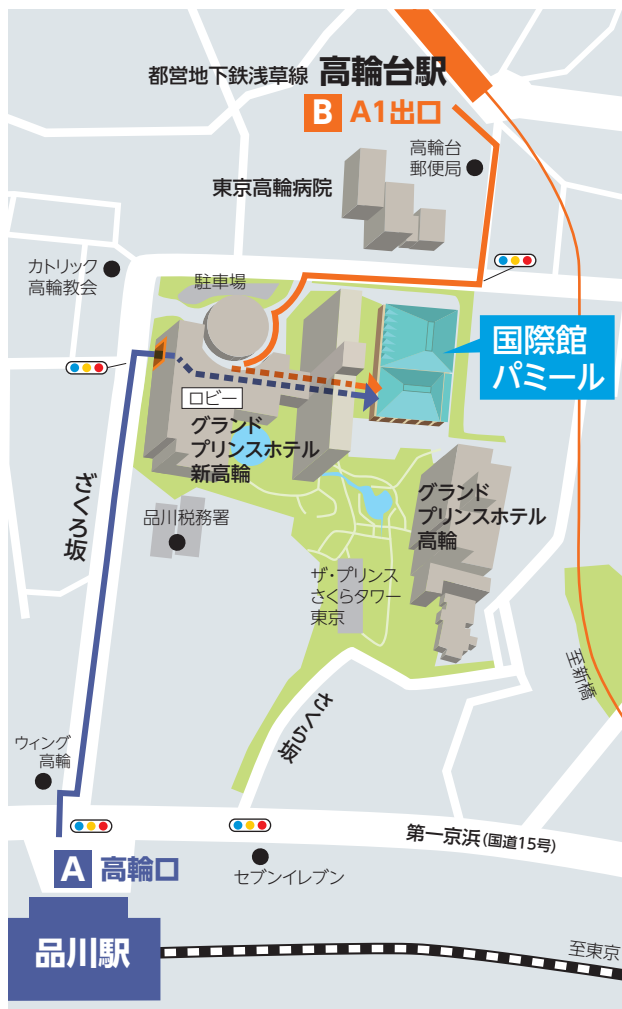 都営地下鉄浅草線 高輪台駅
B A1出口
高輪台
郵便局
東京高輪病院
カトリック
高輪教会
駐車場
国際館
パミール
ロビー
グランド
プリンスホテル
新高輪
グランド
プリンスホテル
高輪
ざくろ坂
品川税務署
ザ・プリンス
さくらタワー
東京
至新橋
さくら坂
ウィング
高輪
第一京浜(国道15号)
A 高輪口
セブンイレブン
品川駅
至東京